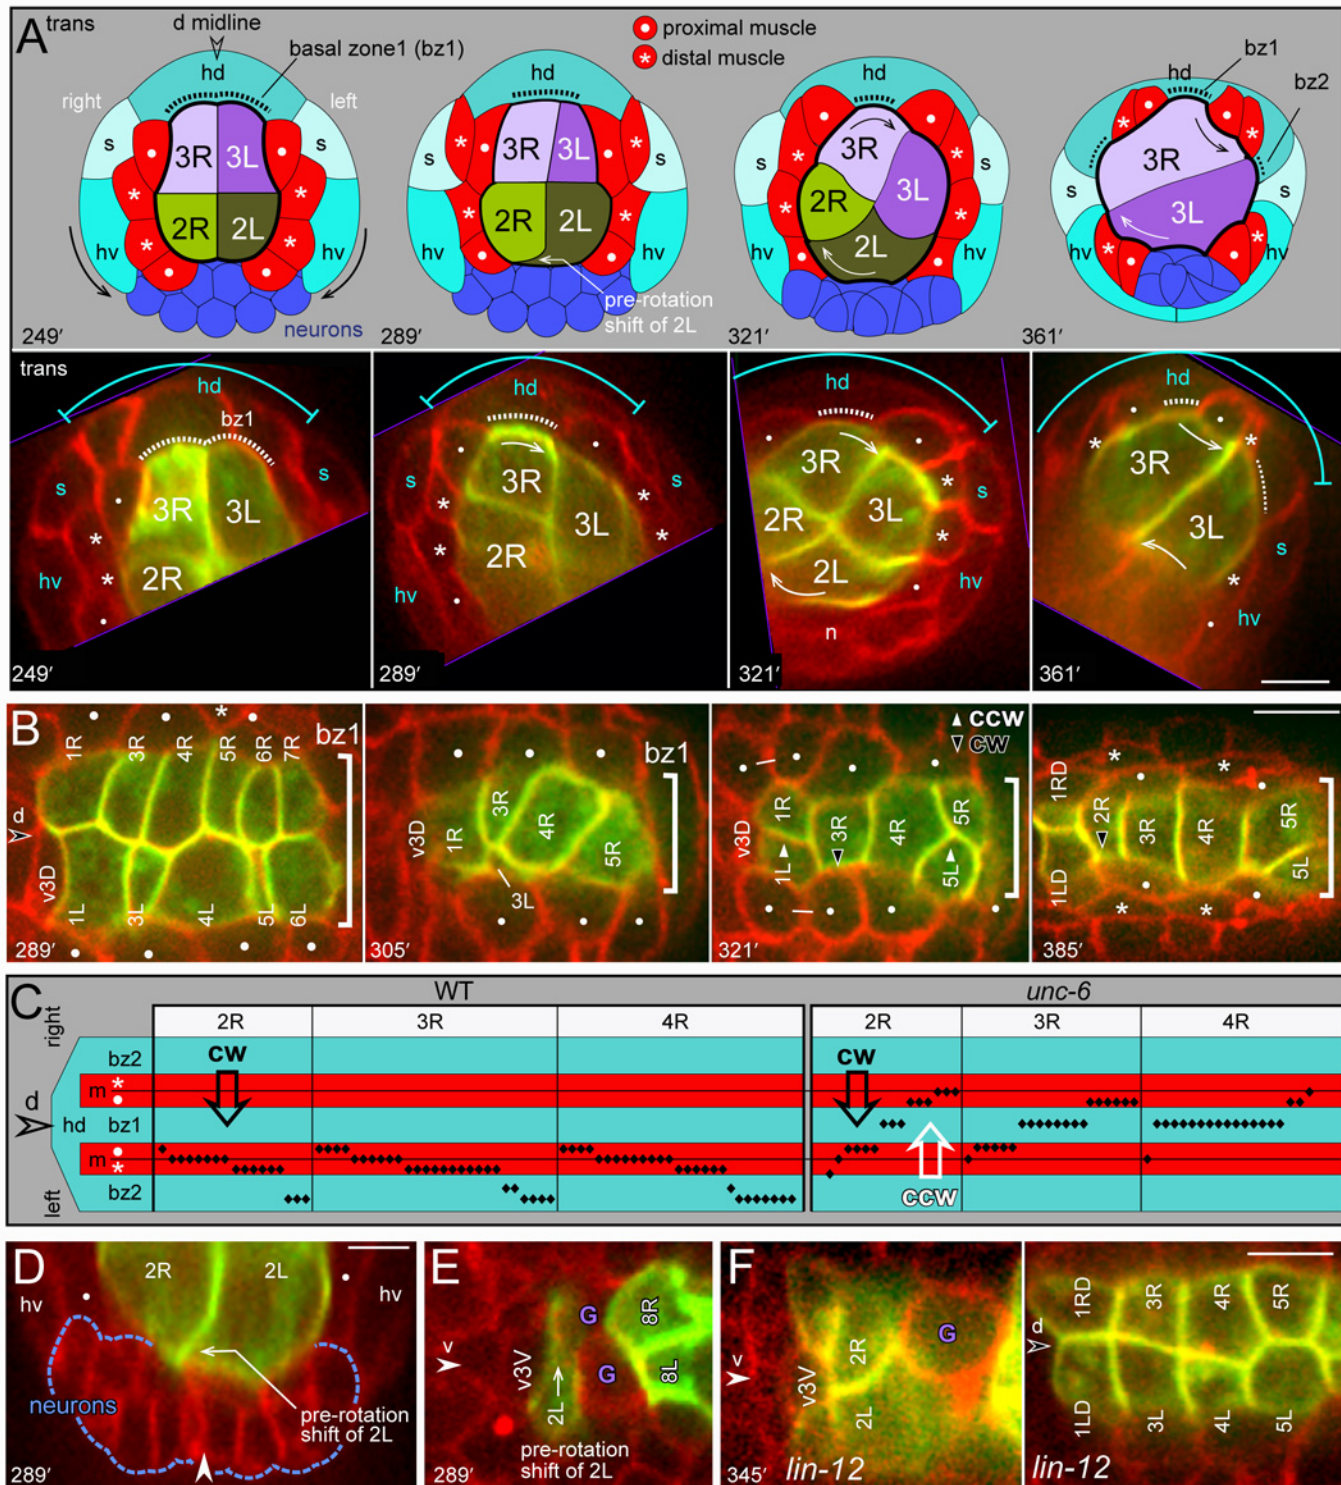 A trans
d midline
basal zone1 (bz1)
proximal muscle
distal muscle
bz1
bz2
right
left
hd
hd
hd
hd
s
s
s
s
3R
3L
3R
3L
3R
3L
3R
2R
2L
2R
2L
2R
2L
3L
hv
hv
hv
hv
hv
hv
hv
hv
neurons
pre-rotation
shift of 2L
249′
289′
321′
361′
trans
hd
hd
hd
hd
bz1
s
s
s
s
3R
3L
3R
3L
3R
3L
3R
3L
2R
2R
2R
2L
hv
hv
hv
hv
n
249′
289′
321′
361′
B
1R 3R 4R 5R 6R 7R
bz1
d
v3D
1L 3L 4L 5L 6L
289′
bz1
v3D
1R 3R 4R 5R
3L
305′
CCW
CW
v3D
1R 3R 4R 5R
1L 5L
321′
1RD 2R 3R 4R 5R
1LD 5L
385′
C
WT
unc-6
right
2R 3R 4R 2R 3R 4R
bz2
CW
CW
m
d
hd
bz1
m
CCW
bz2
left
D
2R 2L
hv
hv
neurons
pre-rotation
shift of 2L
289′
E
G
8R
v
v3V
2L
G
8L
pre-rotation
shift of 2L
289′
F
G
v
v3V
2R
2L
345′
lin-12
1RD 3R 4R 5R
d
1LD 3L 4L 5L
lin-12